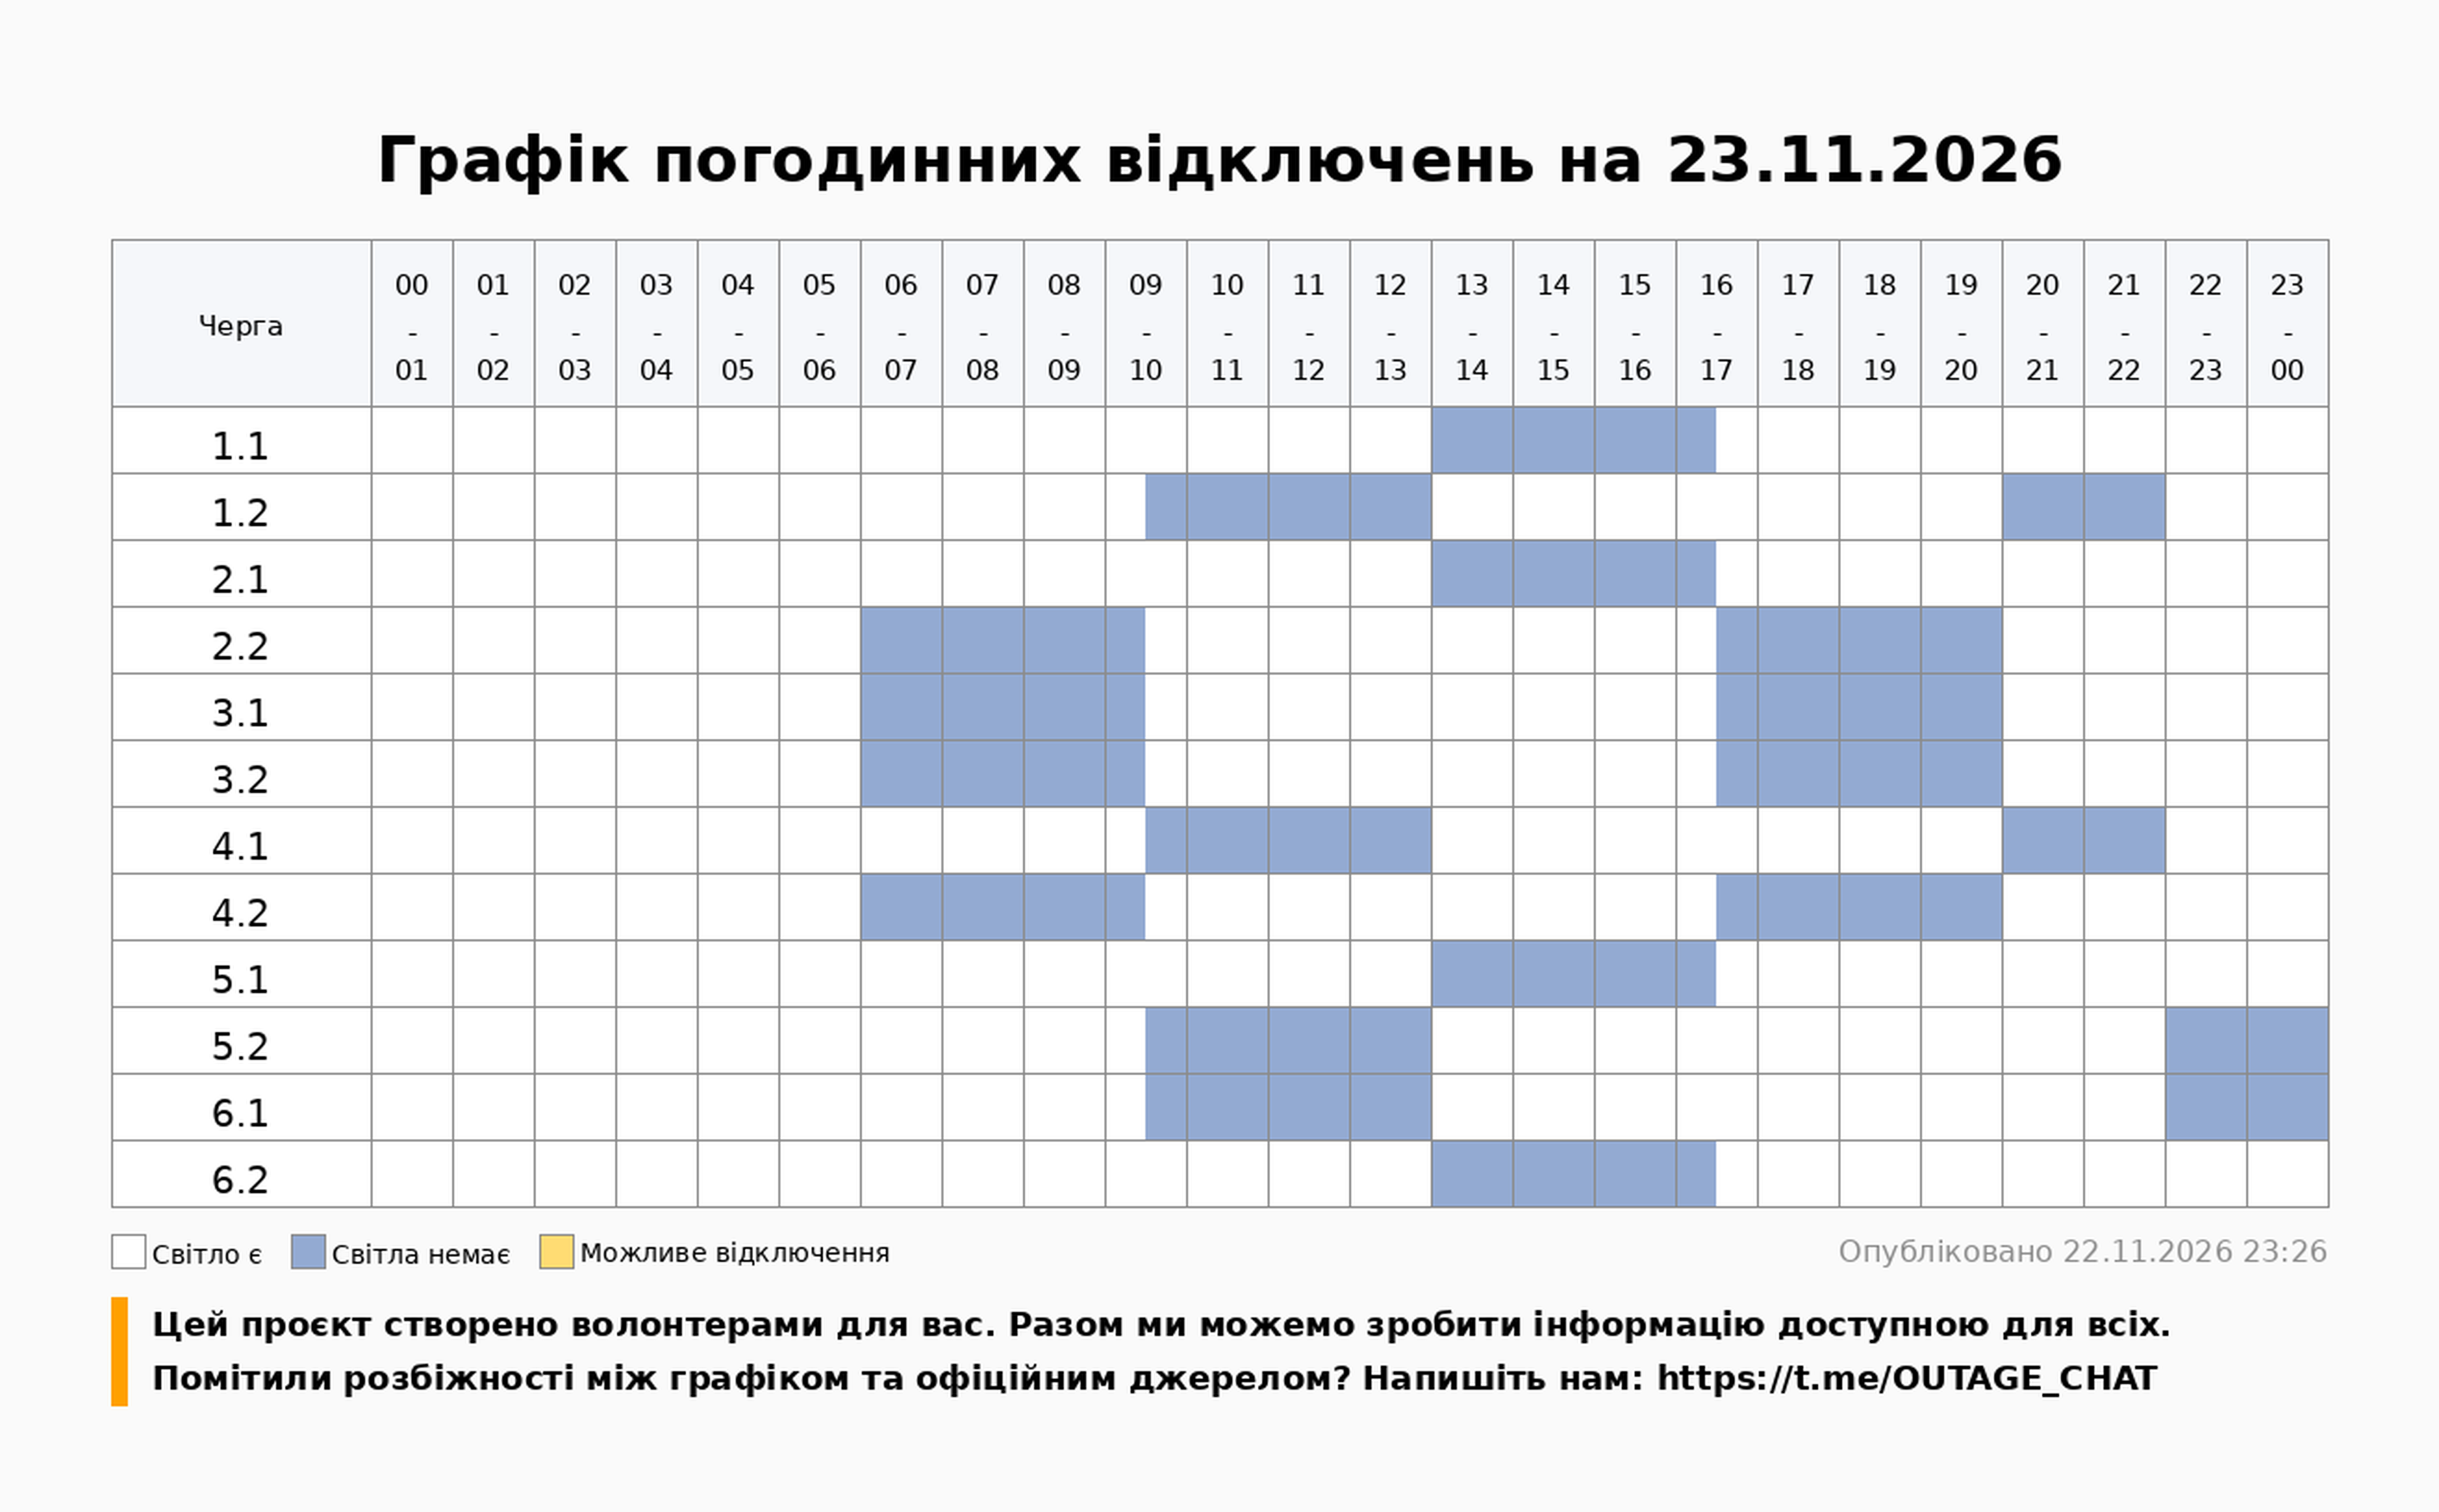 Графік погодинних відключень на 23.11.2026
Черга
00 - 01
01 - 02
02 - 03
03 - 04
04 - 05
05 - 06
06 - 07
07 - 08
08 - 09
09 - 10
10 - 11
11 - 12
12 - 13
13 - 14
14 - 15
15 - 16
16 - 17
17 - 18
18 - 19
19 - 20
20 - 21
21 - 22
22 - 23
23 - 00
1.1
1.2
2.1
2.2
3.1
3.2
4.1
4.2
5.1
5.2
6.1
6.2
Світло є
Світла немає
Можливе відключення
Опубліковано 22.11.2026 23:26
Цей проєкт створено волонтерами для вас. Разом ми можемо зробити інформацію доступною для всіх.
Помітили розбіжності між графіком та офіційним джерелом? Напишіть нам: https://t.me/OUTAGE_CHAT